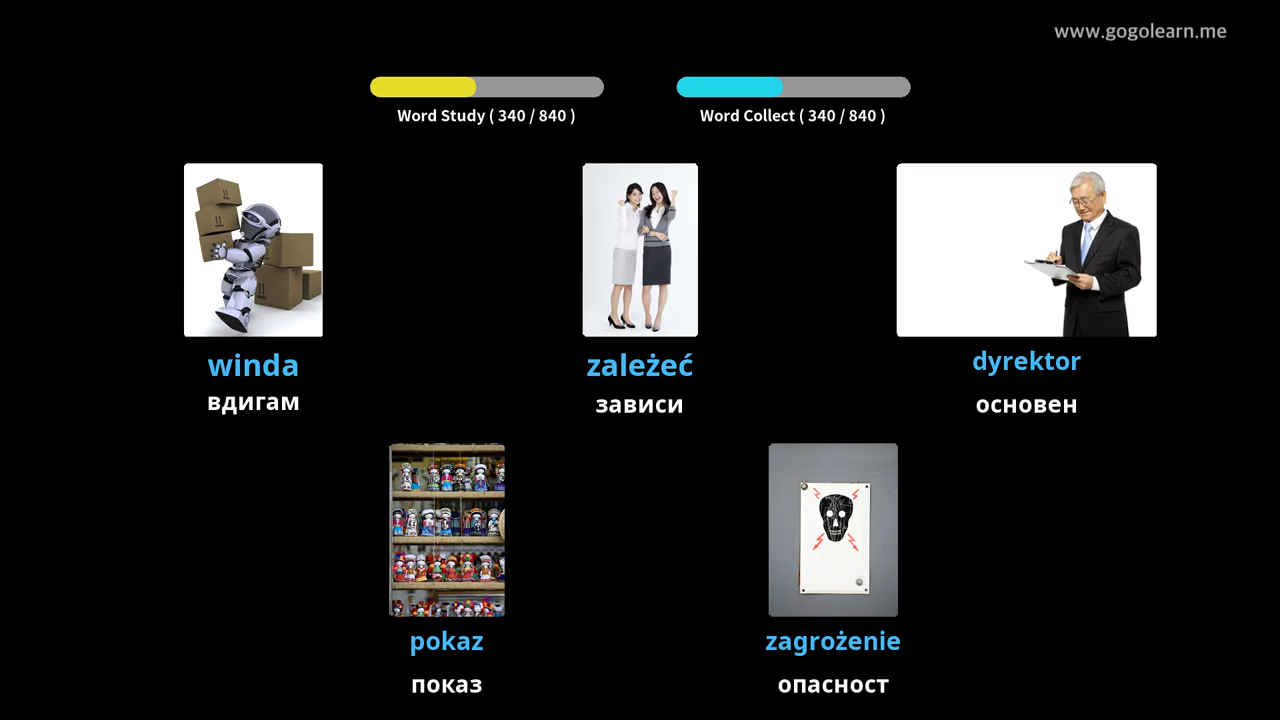 www.gogolearn.me
Word Study ( 340 / 840 )
Word Collect ( 340 / 840 )
winda
вдигам
zależeć
зависи
dyrektor
основен
pokaz
показ
zagrożenie
опасност